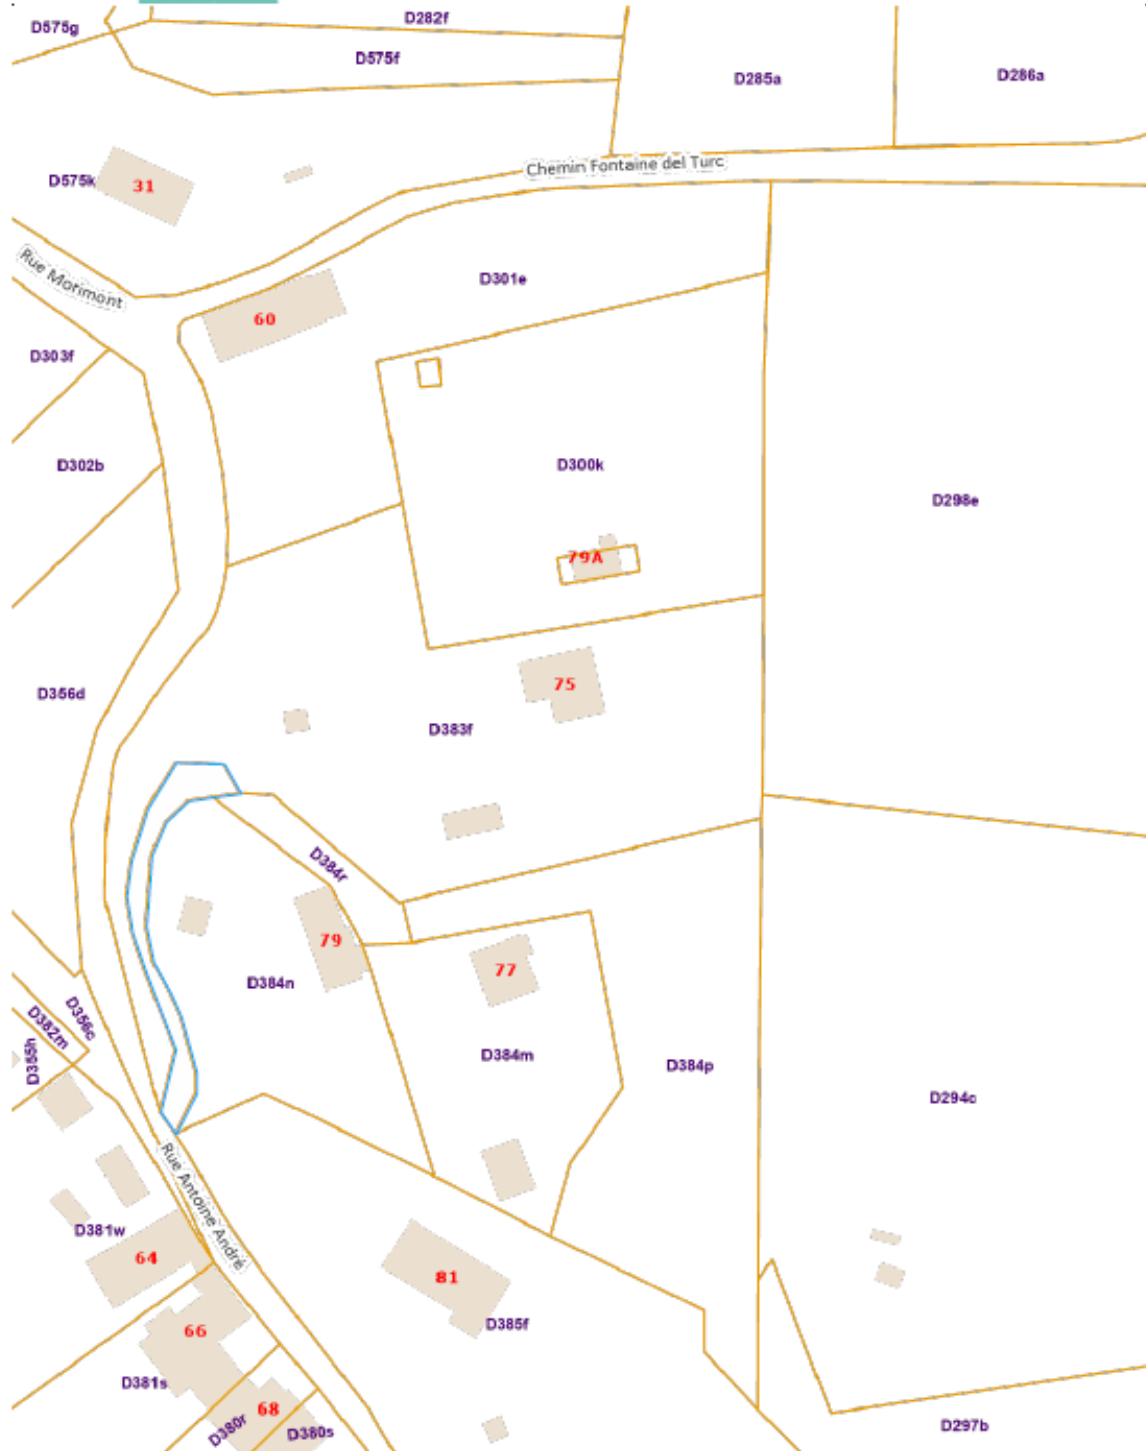 D282f
D575g
D575f
D285a
D286a
Chemin Fontaine del Turc
D575k
31
Rue Morimont
D301e
60
D303f
D302b
D300k
D298e
79A
75
D356d
D383f
D384r
79
77
D384n
D356c
D382m
D355h
D384m
D384p
D294c
Rue Antoine André
D381w
64
81
D385f
66
D381s
68
D380r
D380s
D297b